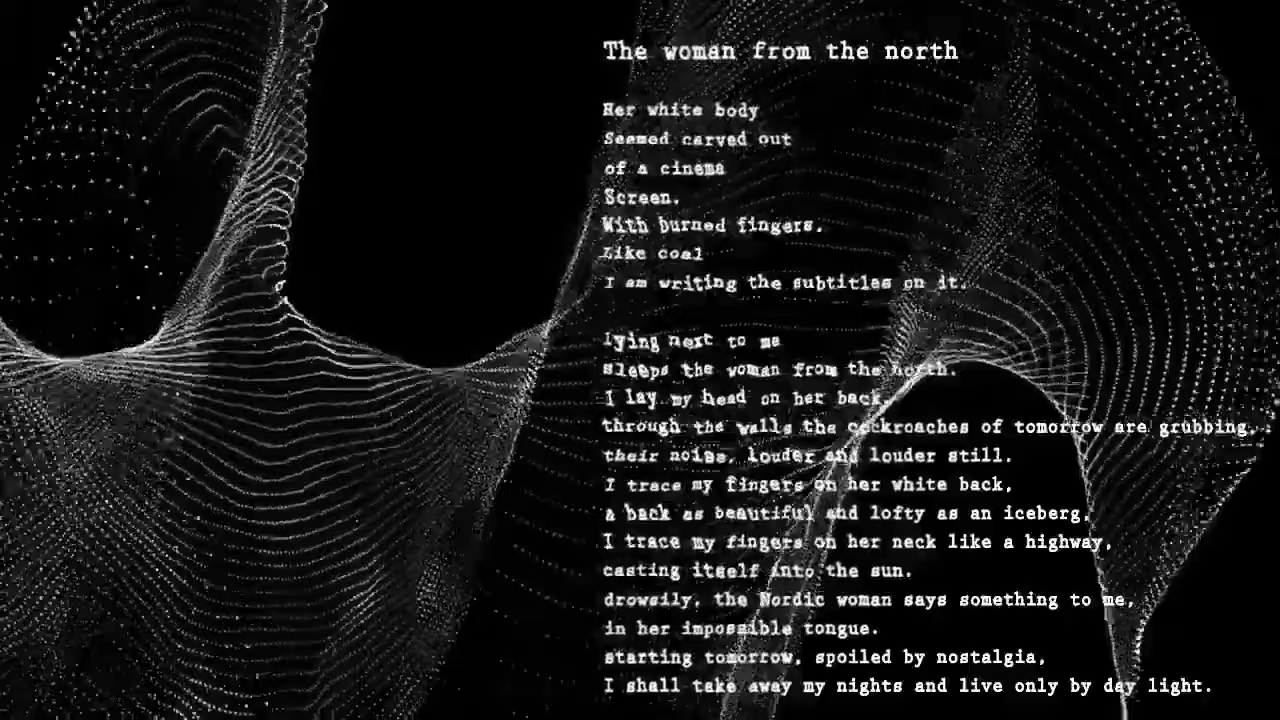 The woman from the north
Her white body
Seemed carved out
of a cinema
Screen.
With burned fingers.
Like coal
I am writing the subtitles on it.
lying next to me
sleeps the woman from the north.
I lay my head on her back.
through the walls the cockroaches of tomorrow are grubbing.
their noise, louder and louder still.
I trace my fingers on her white back,
a back as beautiful and lofty as an iceberg,
I trace my fingers on her neck like a highway,
casting itself into the sun.
drowsily, the Nordic woman says something to me,
in her impossible tongue.
starting tomorrow, spoiled by nostalgia,
I shall take away my nights and live only by day light.